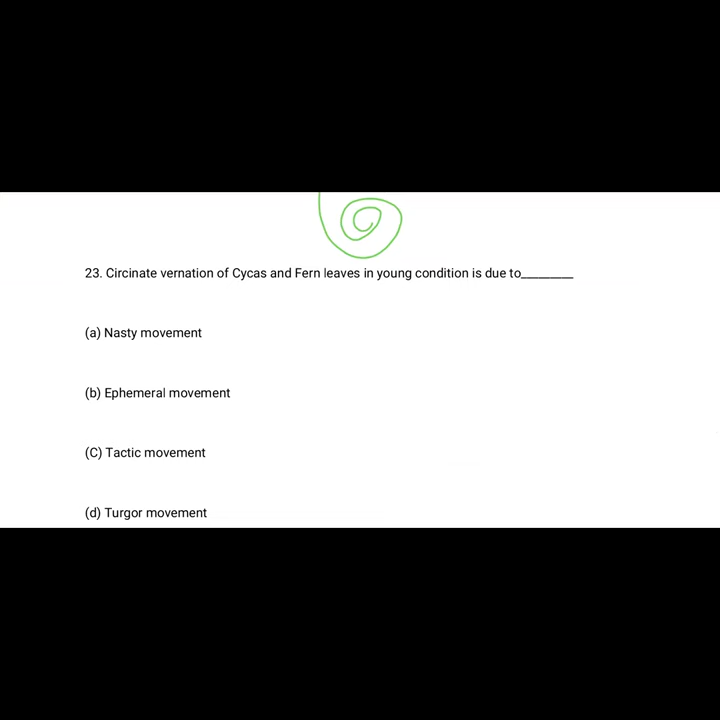 23. Circinate vernation of Cycas and Fern leaves in young condition is due to_________
(a) Nasty movement
(b) Ephemeral movement
(C) Tactic movement
(d) Turgor movement